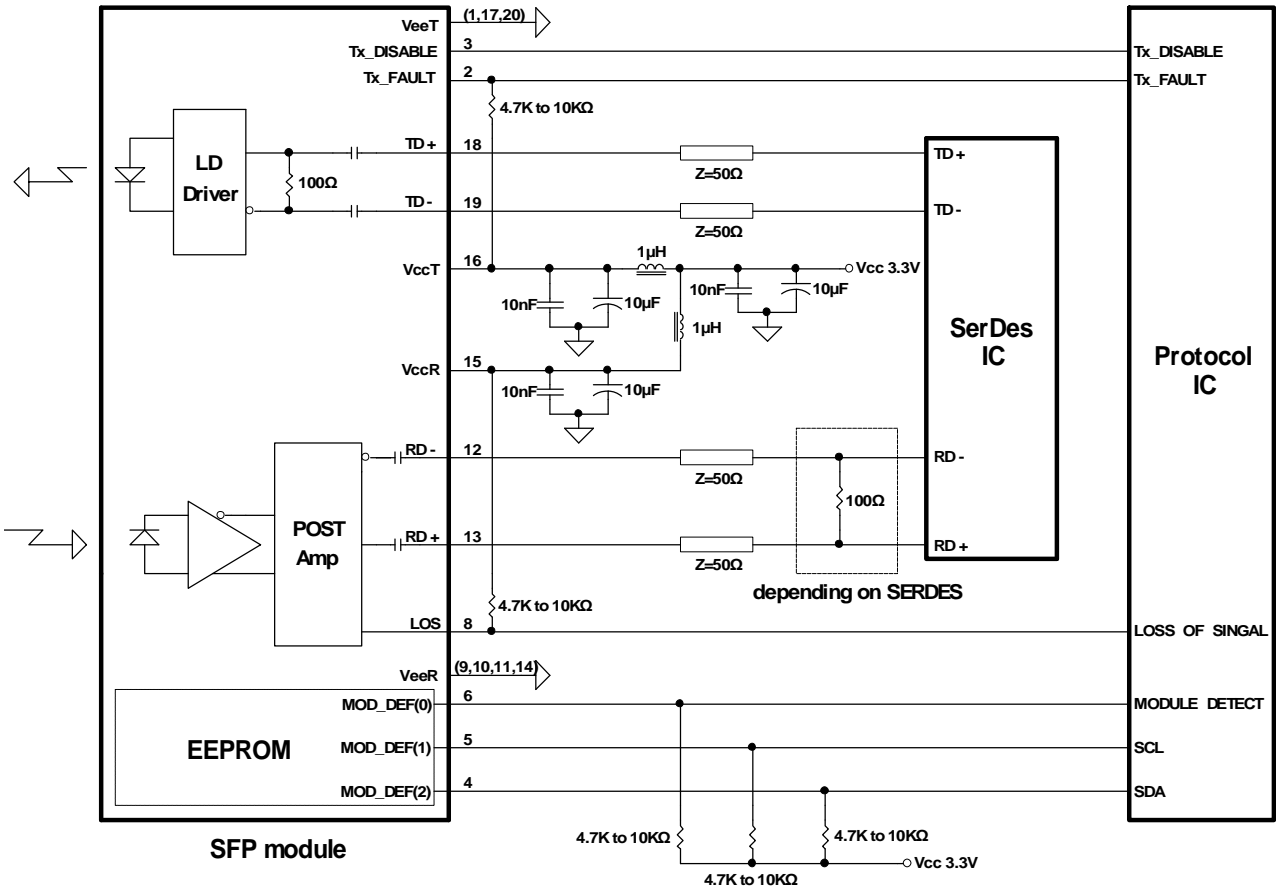 VeeT
(1,17,20)
Tx_DISABLE
3
Tx_DISABLE
Tx_FAULT
2
Tx_FAULT
4.7K to 10KΩ
LD
Driver
100Ω
TD+
18
Z=50Ω
TD+
TD-
19
Z=50Ω
TD-
VccT
16
1µH
Vcc 3.3V
10nF
10µF
10nF
10µF
1µH
SerDes
IC
Protocol
IC
VccR
15
10nF
10µF
RD-
12
Z=50Ω
RD-
100Ω
POST
Amp
RD+
13
Z=50Ω
RD+
depending on SERDES
4.7K to 10KΩ
LOS
8
LOSS OF SINGAL
VeeR
(9,10,11,14)
EEPROM
MOD_DEF(0)
6
MODULE DETECT
MOD_DEF(1)
5
SCL
MOD_DEF(2)
4
SDA
4.7K to 10KΩ
4.7K to 10KΩ
4.7K to 10KΩ
Vcc 3.3V
SFP module